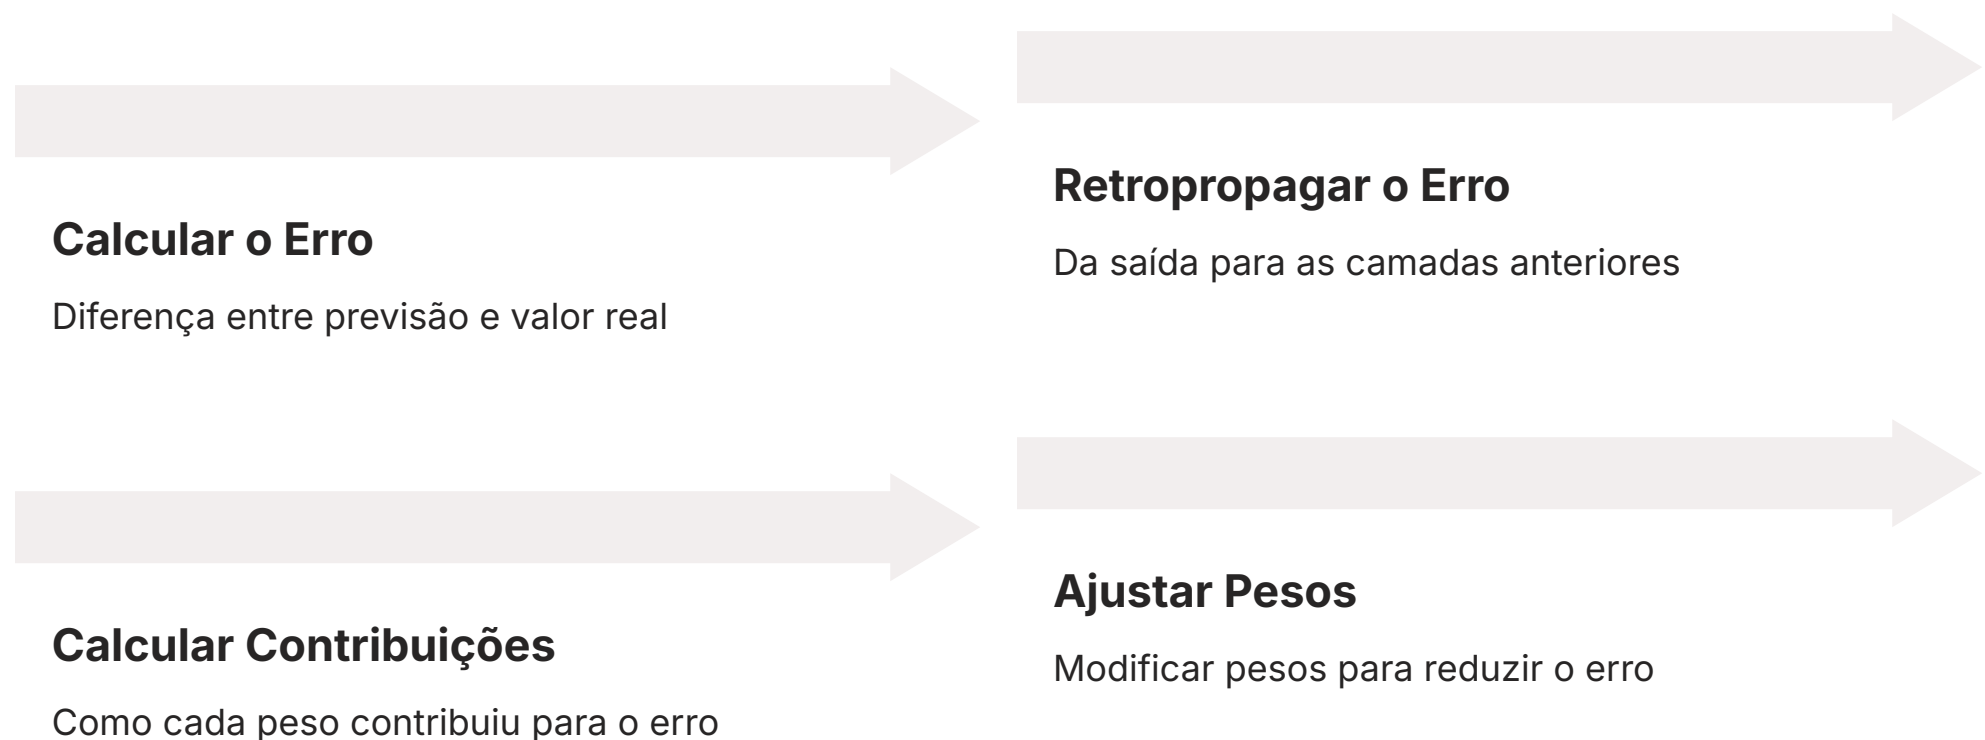 Calcular o Erro
Diferença entre previsão e valor real
Retropropagar o Erro
Da saída para as camadas anteriores
Calcular Contribuições
Como cada peso contribuiu para o erro
Ajustar Pesos
Modificar pesos para reduzir o erro